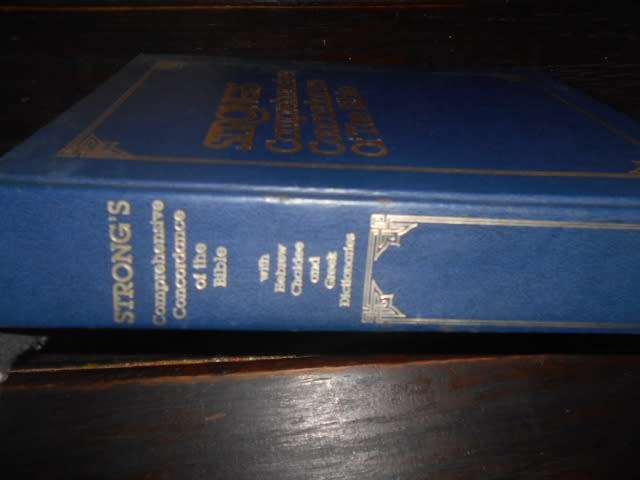 STRONG'S
Comprehensive
Concordance
Of The Bible
STRONG'S
Comprehensive
Concordance
of the
Bible
with
Hebrew
Chaldee
and
Greek
Dictionaries